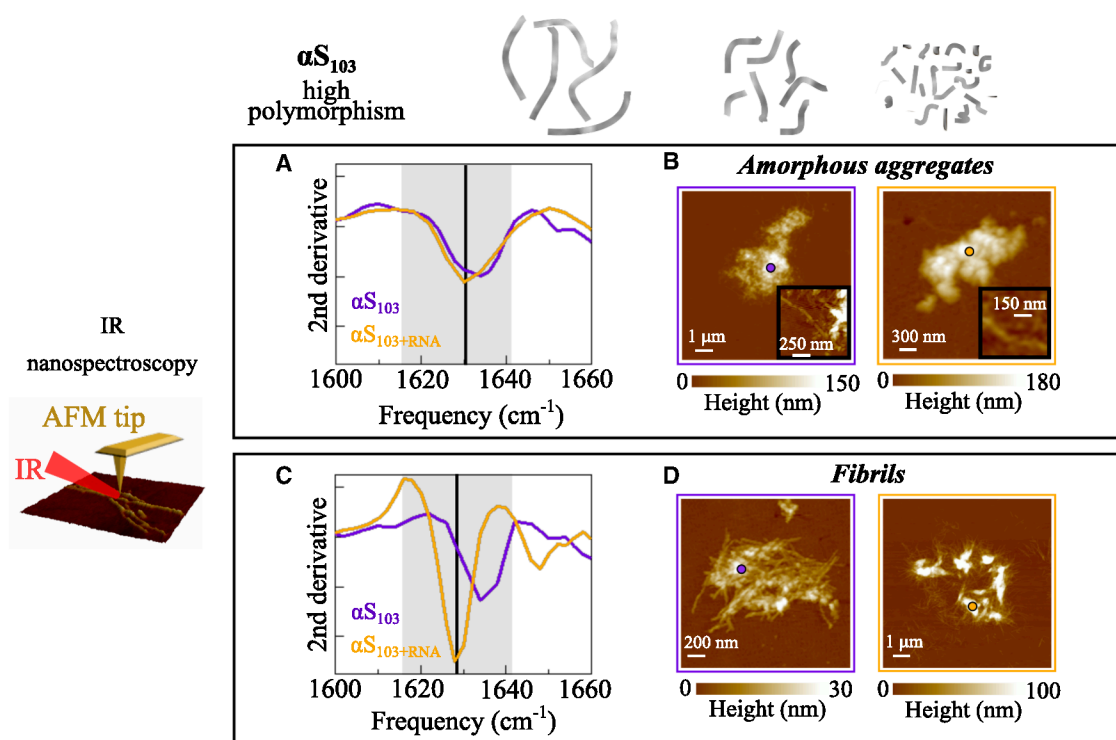 αS₁₀₃
high
polymorphism
IR
nanospectroscopy
AFM tip
IR
A
2nd derivative
αS₁₀₃
αS₁₀₃₊RNA
1600 1620 1640 1660
Frequency (cm⁻¹)
B
Amorphous aggregates
1 μm
250 nm
0 150
Height (nm)
150 nm
300 nm
0 180
Height (nm)
C
2nd derivative
αS₁₀₃
αS₁₀₃₊RNA
1600 1620 1640 1660
Frequency (cm⁻¹)
D
Fibrils
200 nm
0 30
Height (nm)
1 μm
0 100
Height (nm)